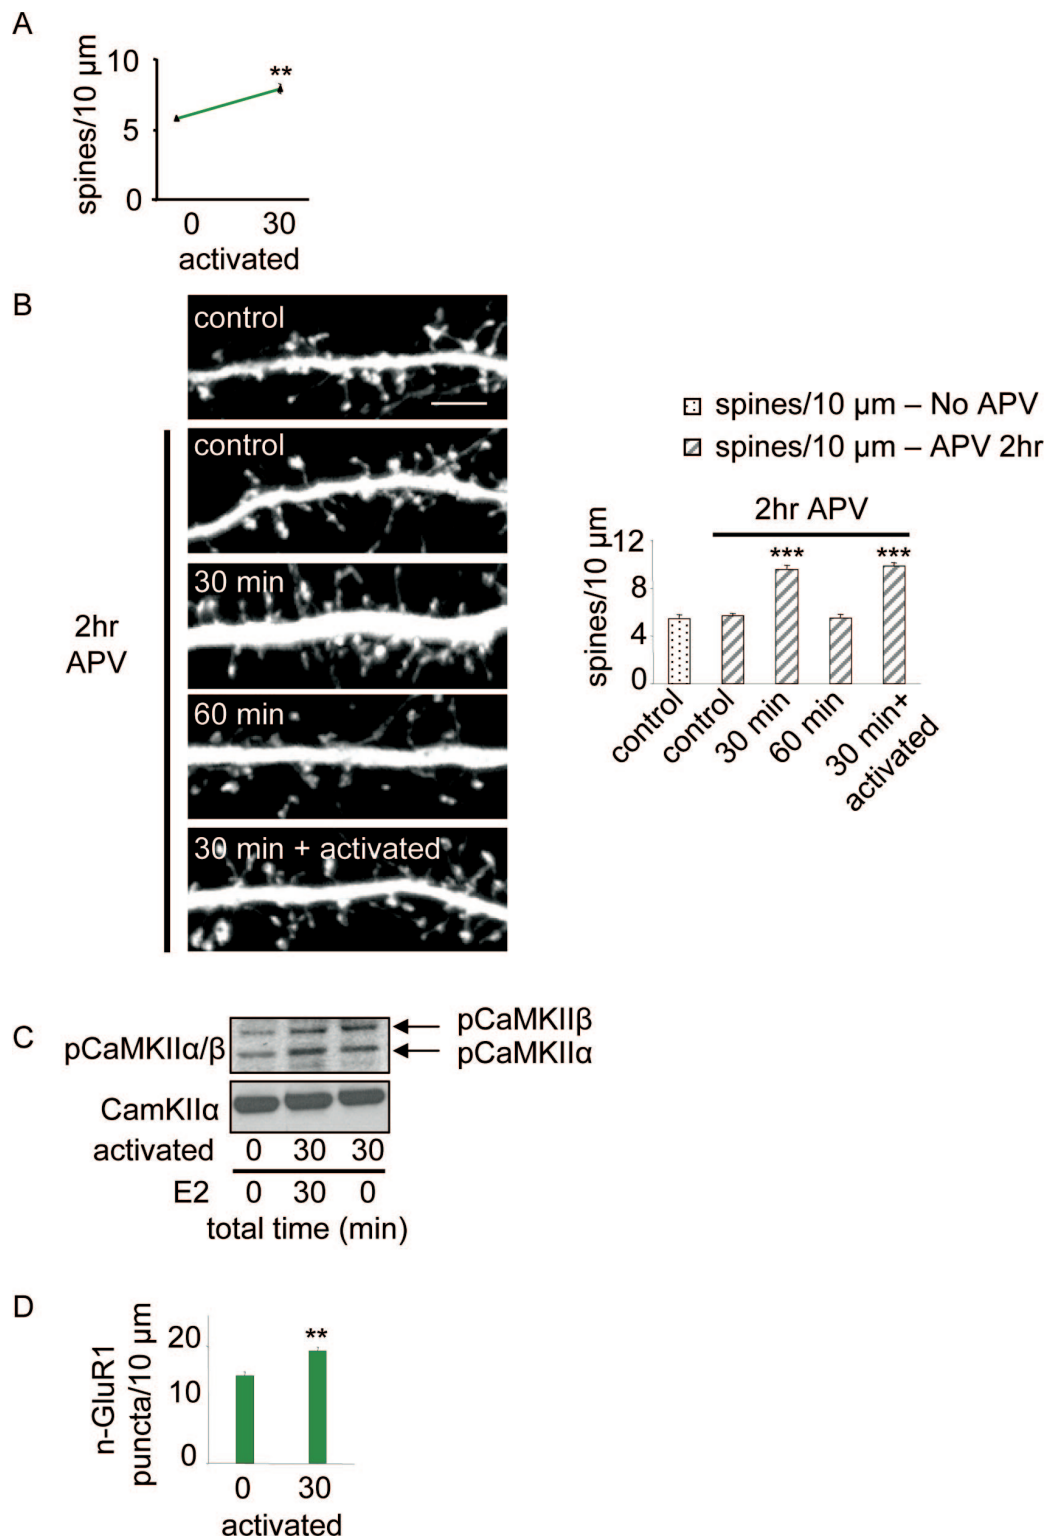 A
spines/10 µm
10
5
0
**
0 30
activated
B
control
control
30 min
60 min
30 min + activated
2hr
APV
spines/10 µm – No APV
spines/10 µm – APV 2hr
2hr APV
spines/10 µm
12
8
4
0
*** ***
control
control
30 min
60 min
30 min+
activated
C
pCaMKIIα/β
pCaMKIIβ
pCaMKIIα
CamKIIα
activated 0 30 30
E2 0 30 0
total time (min)
D
n-GluR1
puncta/10 µm
20
10
0
**
0 30
activated